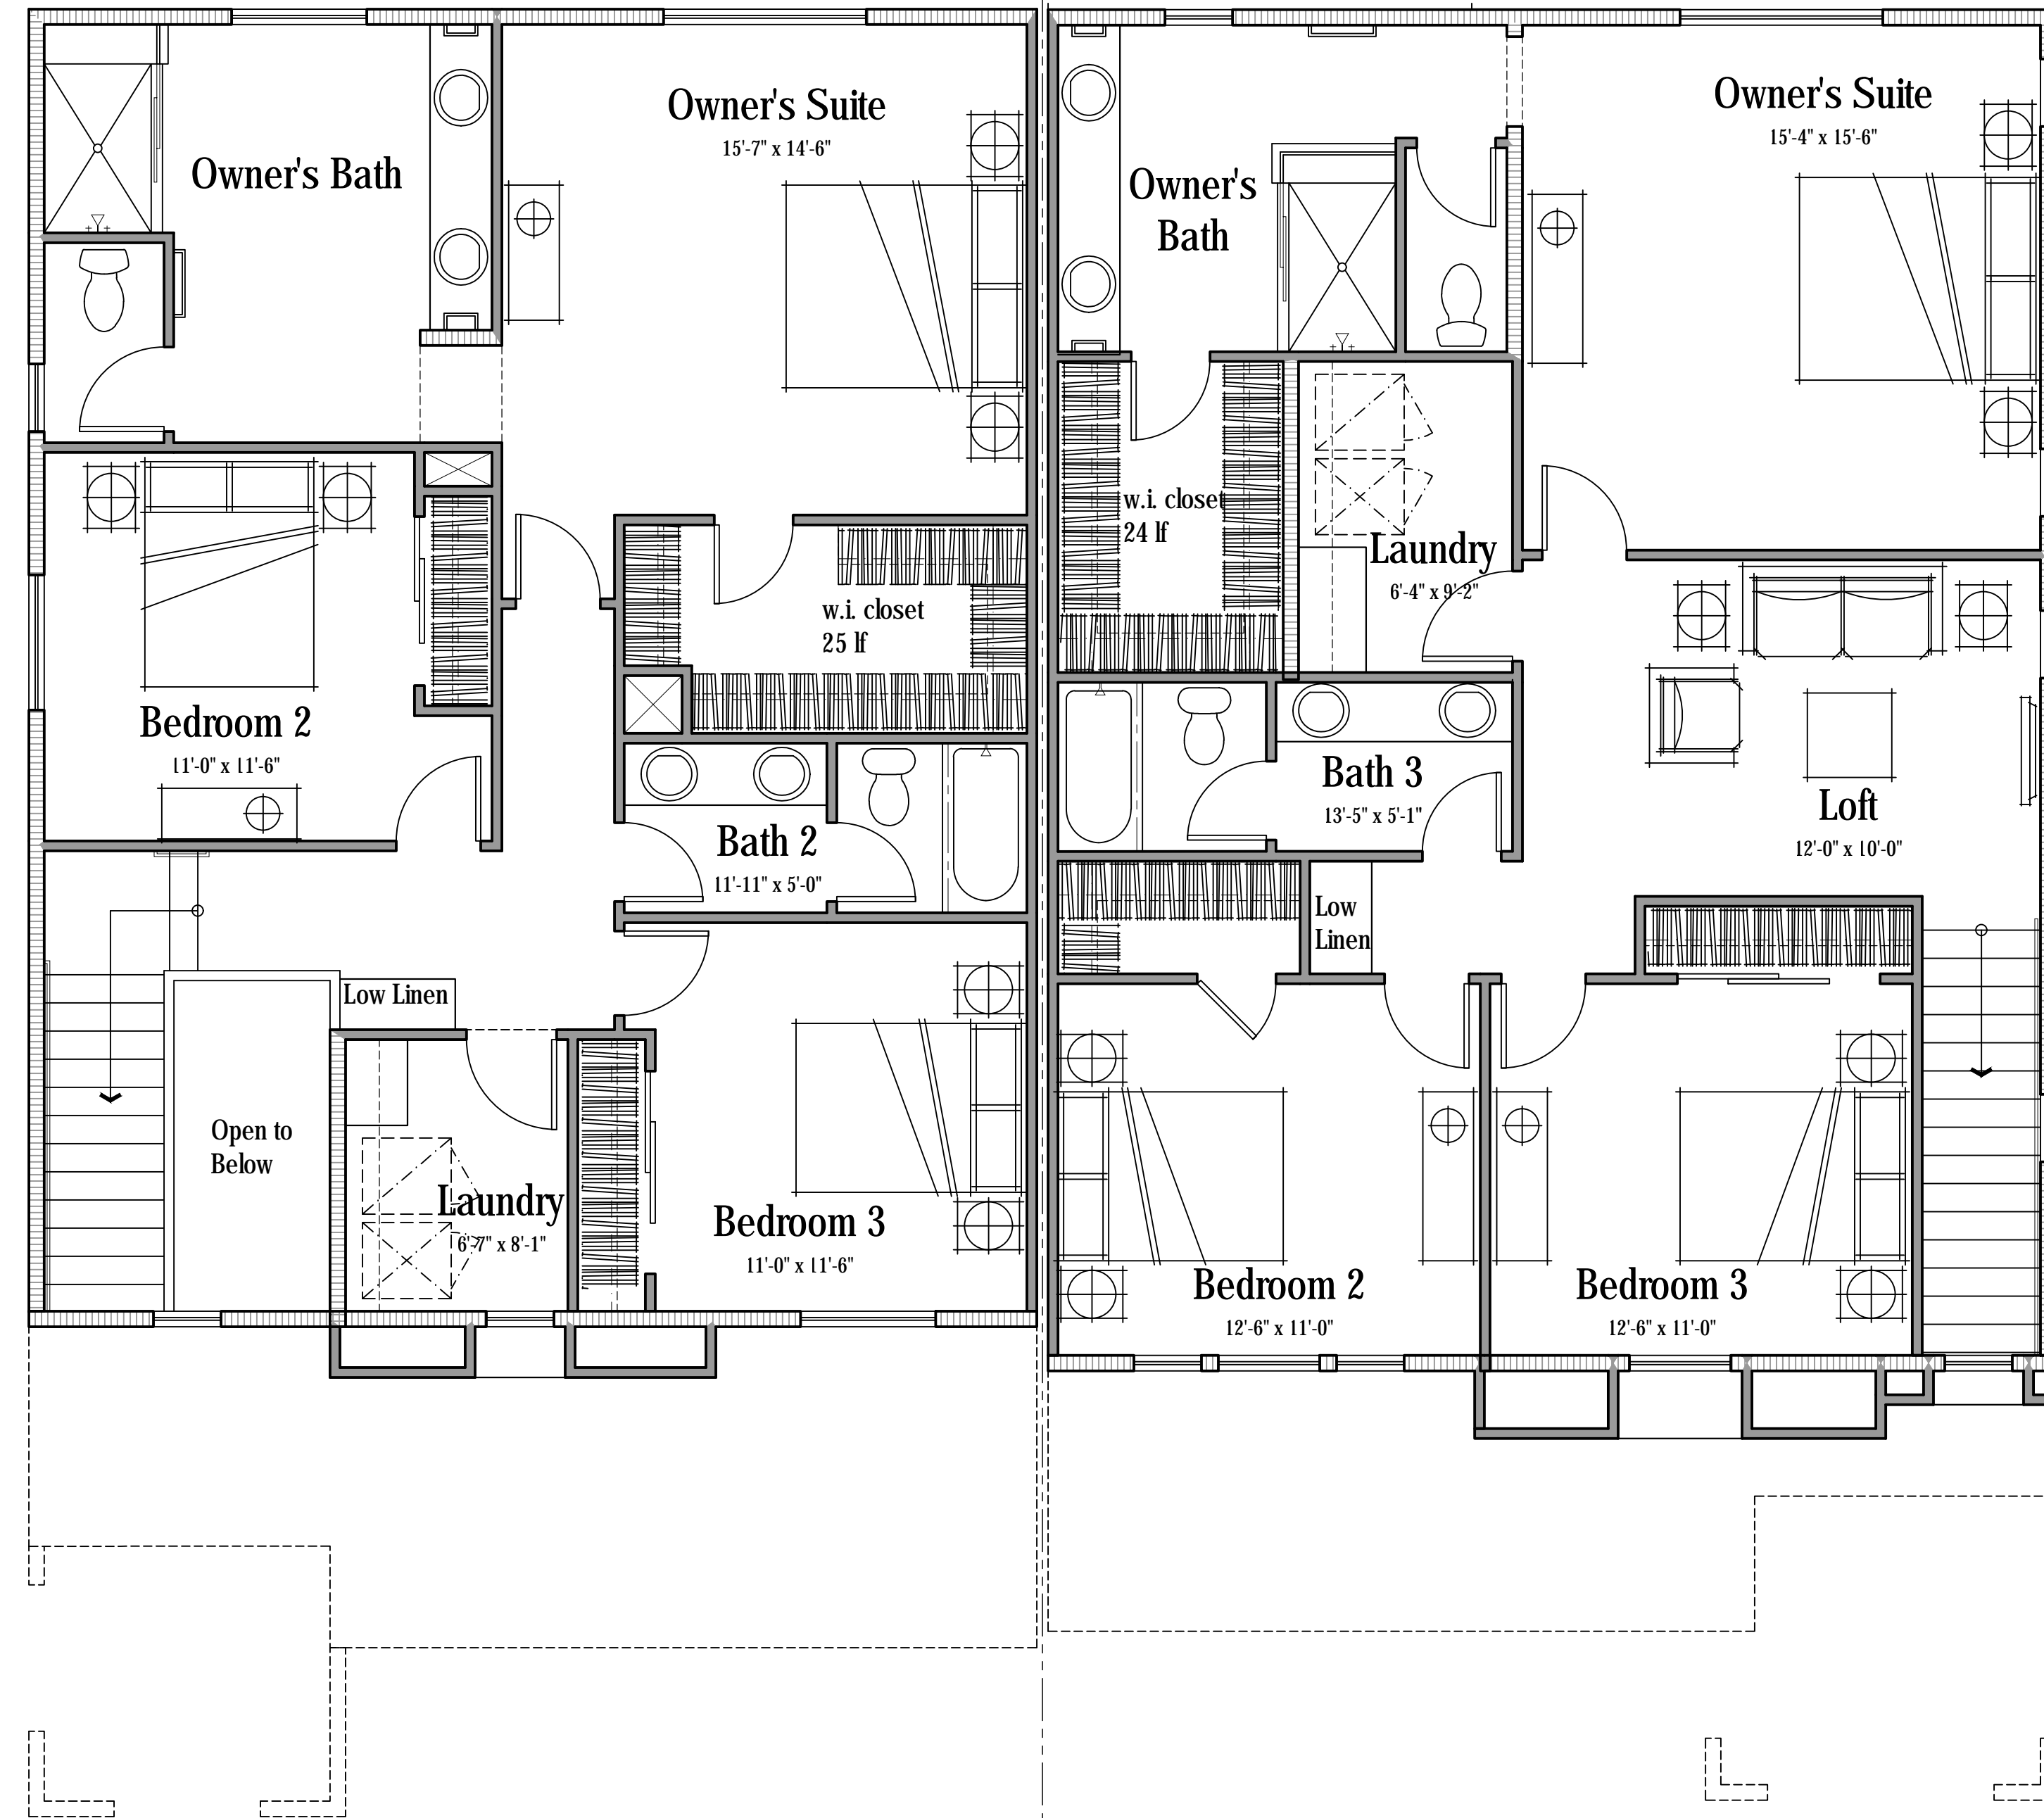 Owner's Bath
Owner's Suite
15'-7" x 14'-6"
w.i. closet
25 lf
Bedroom 2
11'-0" x 11'-6"
Bath 2
11'-11" x 5'-0"
Low Linen
Open to
Below
Laundry
6'-7" x 8'-1"
Bedroom 3
11'-0" x 11'-6"
Owner's
Bath
Owner's Suite
15'-4" x 15'-6"
w.i. closet
24 lf
Laundry
6'-4" x 9'-2"
Bath 3
13'-5" x 5'-1"
Loft
12'-0" x 10'-0"
Low
Linen
Bedroom 2
12'-6" x 11'-0"
Bedroom 3
12'-6" x 11'-0"